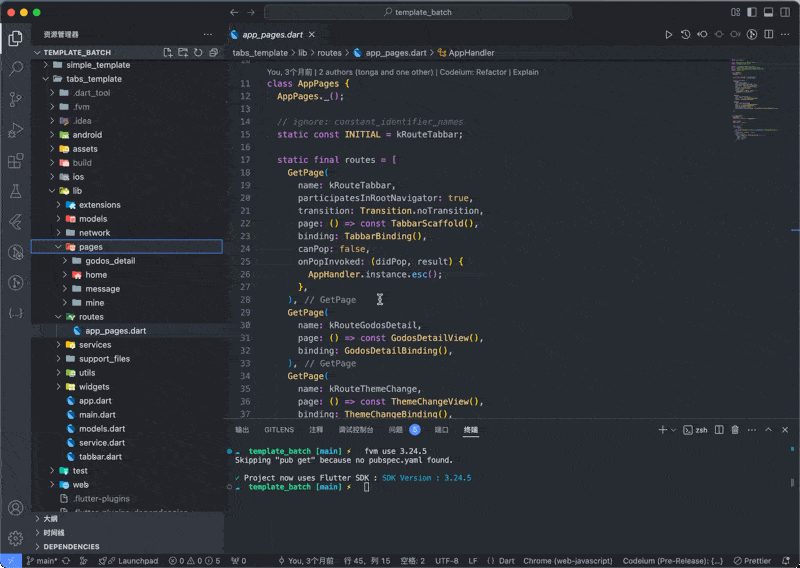 template_batch
资源管理器
TEMPLATE_BATCH
simple_template
tabs_template
.dart_tool
.fvm
.idea
android
assets
build
ios
lib
extensions
models
network
pages
godos_detail
home
message
mine
routes
app_pages.dart
services
support_files
utils
widgets
app.dart
main.dart
models.dart
service.dart
tabbar.dart
test
web
.flutter-plugins
.flutter-plugins-dependencies
大纲
时间线
DEPENDENCIES
app_pages.dart
tabs_template > lib > routes > app_pages.dart > AppHandler
You, 3个月前 | 2 authors (tonga and one other) | Codeium: Refactor | Explain
11 class AppPages {
12 AppPages._();
13
14 // ignore: constant_identifier_names
15 static const INITIAL = kRouteTabbar;
16
17 static final routes = [
18 GetPage(
19 name: kRouteTabbar,
20 participatesInRootNavigator: true,
21 transition: Transition.noTransition,
22 page: () => const TabbarScaffold(),
23 binding: TabbarBinding(),
24 canPop: false,
25 onPopInvoked: (didPop, result) {
26 AppHandler.instance.esc();
27 },
28 ), // GetPage
29 GetPage(
30 name: kRouteGodosDetail,
31 page: () => const GodosDetailView(),
32 binding: GodosDetailBinding(),
33 ), // GetPage
34 GetPage(
35 name: kRouteThemeChange,
36 page: () => const ThemeChangeView(),
37 binding: ThemeChangeBinding(),
输出 GITLENS 注释 调试控制台 问题 5 端口 终端
zsh
template_batch [main] ⚡ fvm use 3.24.5
Skipping "pub get" because no pubspec.yaml found.
✓ Project now uses Flutter SDK : SDK Version : 3.24.5
template_batch [main] ⚡
main* Launchpad 0 0 5 0 You, 3个月前 行 45, 列 15 空格: 2 UTF-8 LF {} Dart Chrome (web-javascript) Codeium (Pre-Release): {...} Prettier